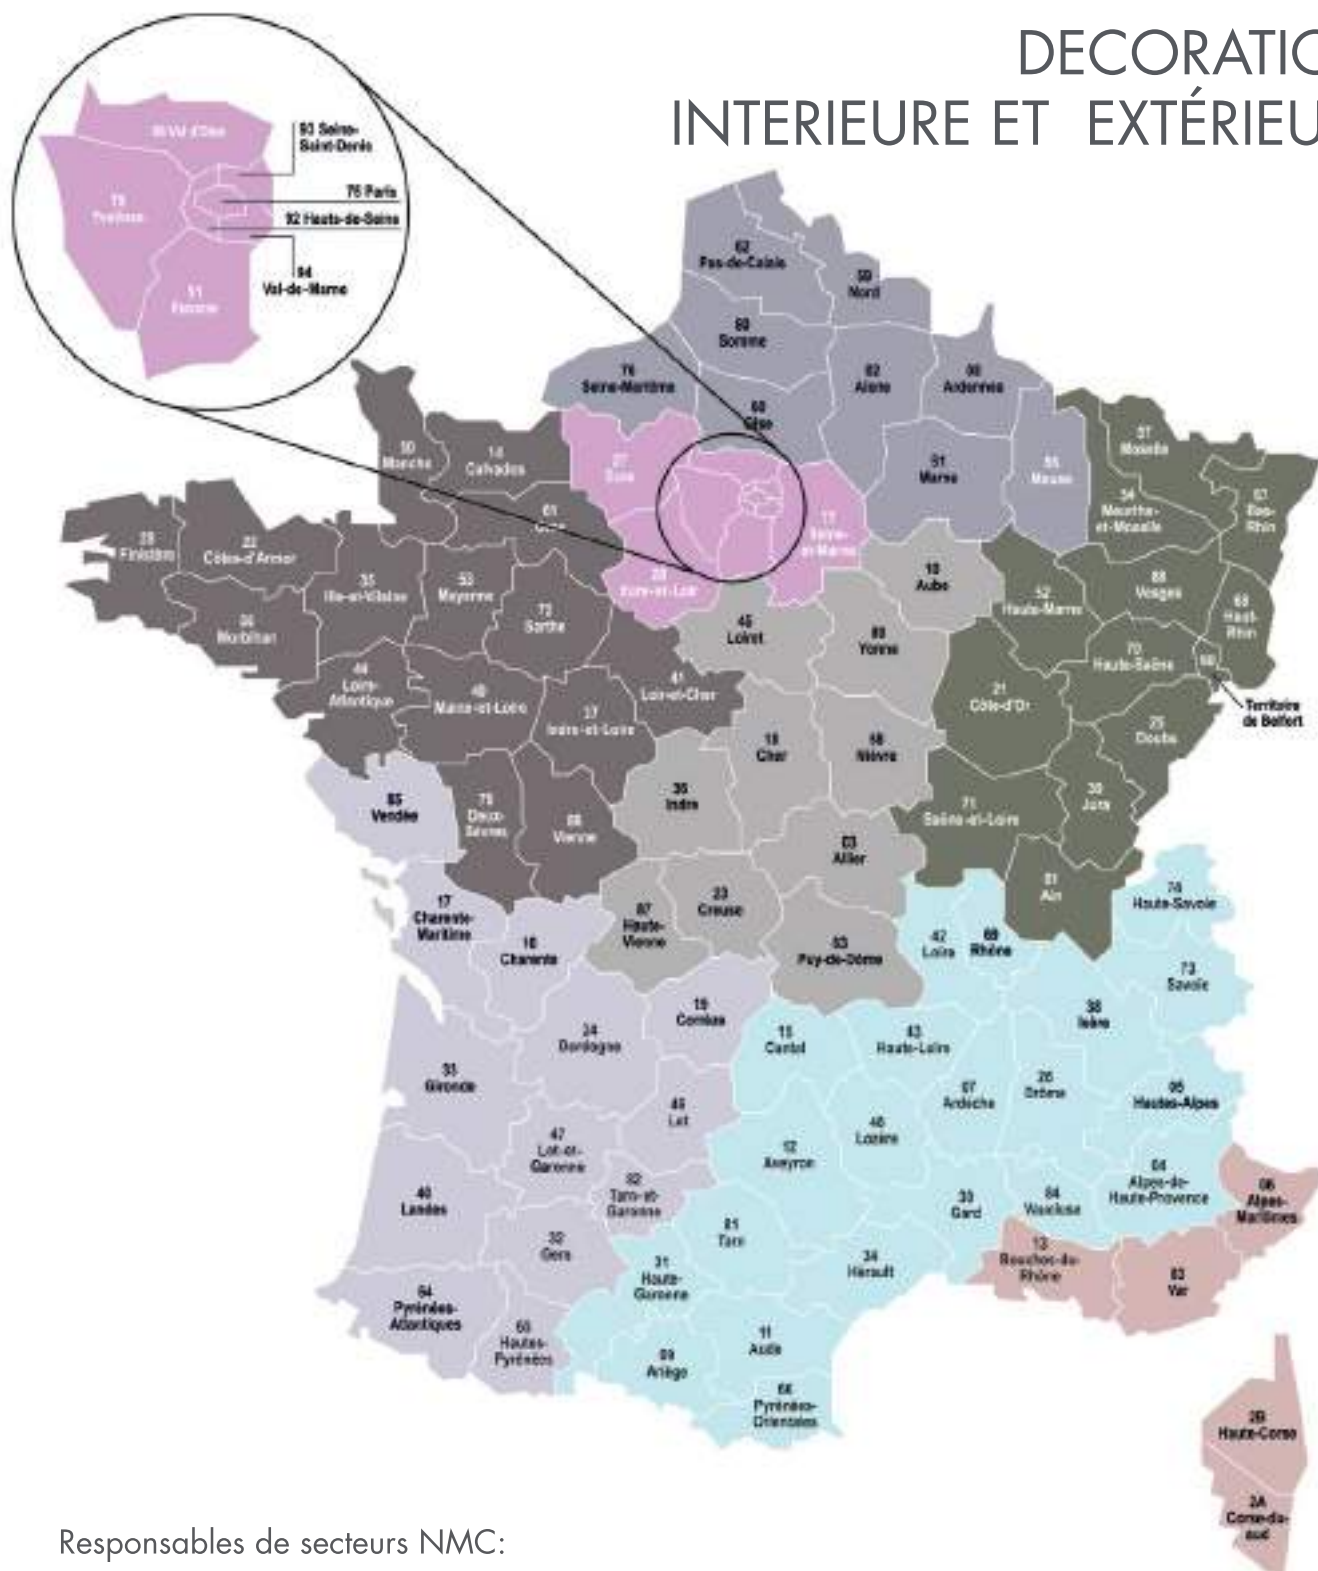 DECORATIO
INTERIEURE ET EXTÉRIEU
93 Seine-
Saint-Denis
75 Paris
92 Hauts-de-Seine
94
Val-de-Marne
95 Val d'Oise
78
Yvelines
91
Essonne
62
Pas-de-Calais
59
Nord
80
Somme
76
Seine-Maritime
02
Aisne
08
Ardennes
60
Oise
51
Marne
55
Meuse
57
Moselle
54
Meurthe-
et-Moselle
67
Bas-
Rhin
50
Manche
14
Calvados
27
Eure
61
Orne
77
Seine-
et-Marne
28
Eure-et-Loir
29
Finistère
22
Côtes-d'Armor
35
Ille-et-Vilaine
53
Mayenne
72
Sarthe
56
Morbihan
10
Aube
52
Haute-Marne
88
Vosges
68
Haut-
Rhin
45
Loiret
89
Yonne
70
Haute-Saône
90
Territoire
de Belfort
44
Loire-
Atlantique
49
Maine-et-Loire
37
Indre-et-Loire
41
Loir-et-Cher
21
Côte-d'Or
25
Doubs
18
Cher
58
Nièvre
36
Indre
39
Jura
71
Saône-et-Loire
85
Vendée
79
Deux-
Sèvres
86
Vienne
03
Allier
01
Ain
74
Haute-Savoie
17
Charente-
Maritime
16
Charente
87
Haute-
Vienne
23
Creuse
63
Puy-de-Dôme
42
Loire
69
Rhône
73
Savoie
38
Isère
19
Corrèze
24
Dordogne
15
Cantal
43
Haute-Loire
33
Gironde
46
Lot
07
Ardèche
26
Drôme
05
Hautes-Alpes
47
Lot-et-
Garonne
12
Aveyron
48
Lozère
40
Landes
82
Tarn-et-
Garonne
30
Gard
84
Vaucluse
04
Alpes-de-
Haute-Provence
06
Alpes-
Maritimes
32
Gers
81
Tarn
34
Hérault
13
Bouches-du-
Rhône
83
Var
31
Haute-
Garonne
64
Pyrénées-
Atlantiques
65
Hautes-
Pyrénées
09
Ariège
11
Aude
66
Pyrénées-
Orientales
2B
Haute-Corse
2A
Corse-du-
sud
Responsables de secteurs NMC: